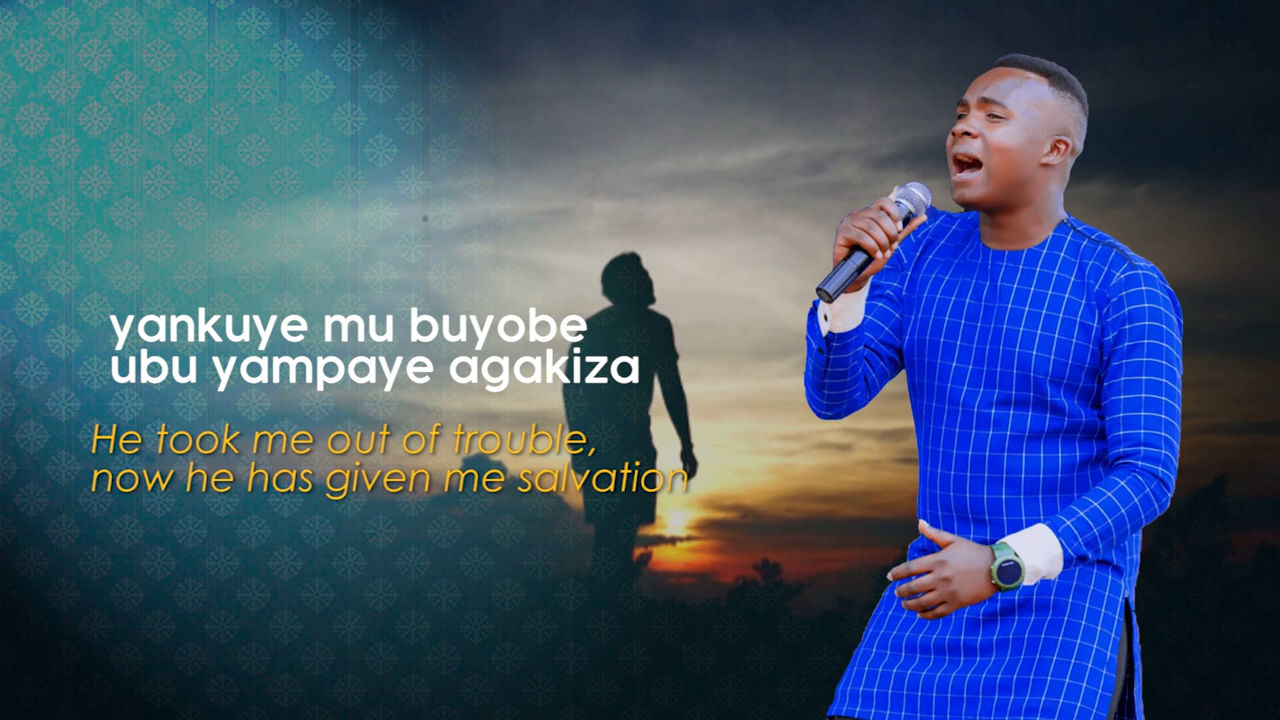 yankuye mu buyobe
ubu yampaye agakiza
He took me out of trouble,
now he has given me salvation